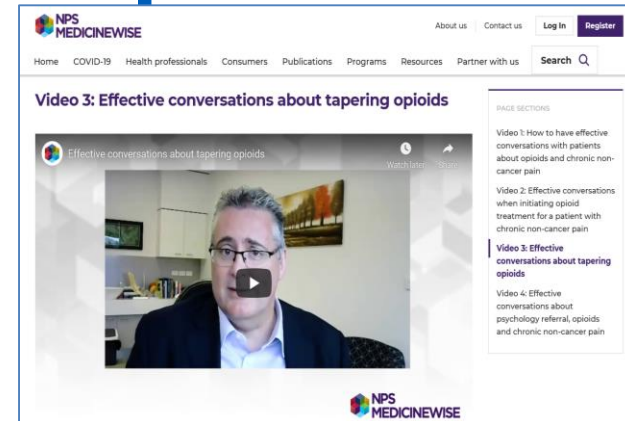 NPS
MEDICINEWISE
About us Contact us Log In Register
Home COVID-19 Health professionals Consumers Publications Programs Resources Partner with us Search
Video 3: Effective conversations about tapering opioids
Effective conversations about tapering opioids
Watch later Share
NPS
MEDICINEWISE
PAGE SECTIONS
Video 1: How to have effective
conversations with patients
about opioids and chronic non-
cancer pain
Video 2: Effective conversations
when initiating opioid
treatment for a patient with
chronic non-cancer pain
Video 3: Effective
conversations about tapering
opioids
Video 4: Effective
conversations about
psychology referral, opioids
and chronic non-cancer pain